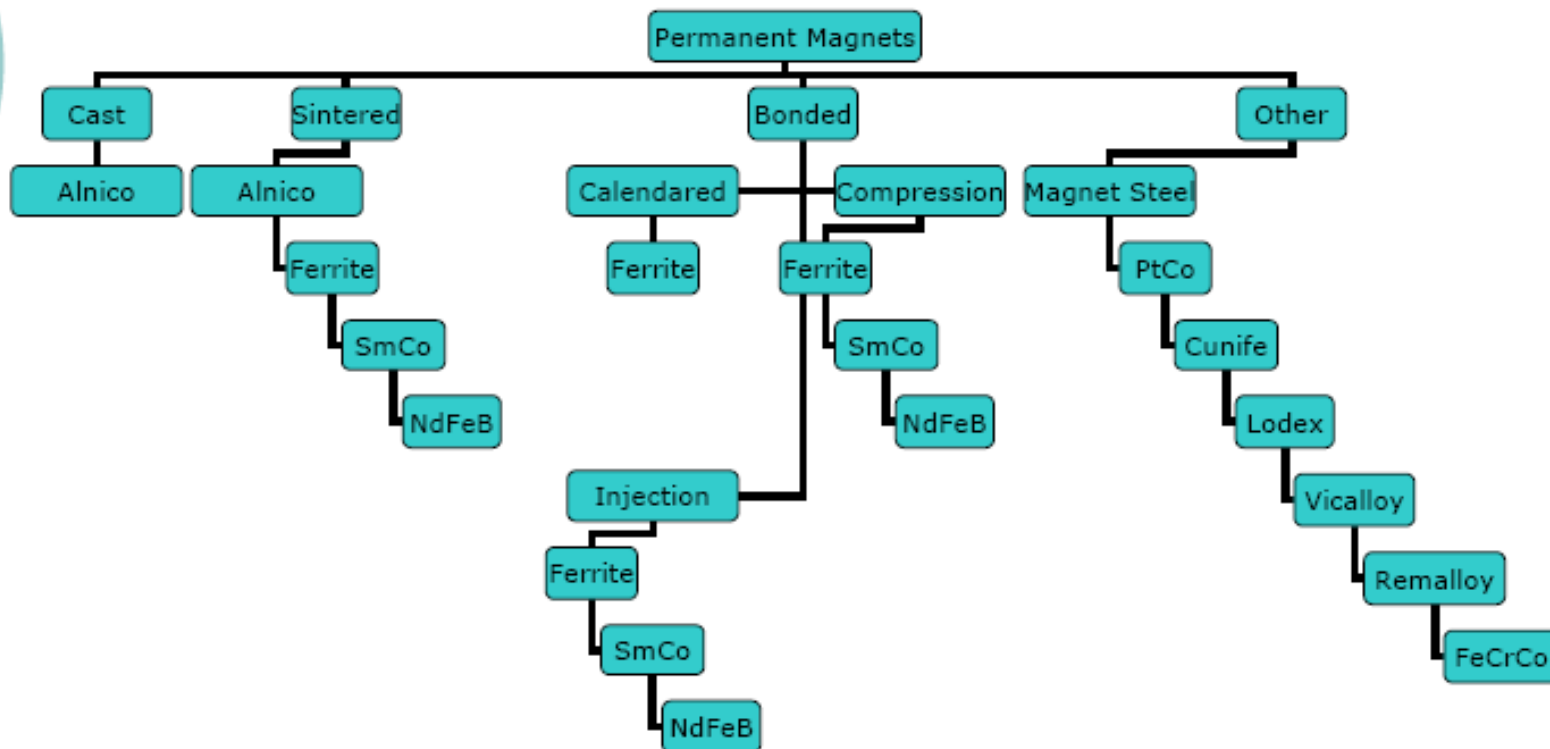 Permanent Magnets
Cast
Sintered
Bonded
Other
Alnico
Alnico
Calendared
Compression
Magnet Steel
Ferrite
Ferrite
Ferrite
PtCo
SmCo
SmCo
Cunife
NdFeB
NdFeB
Lodex
Injection
Vicalloy
Ferrite
Remalloy
SmCo
FeCrCo
NdFeB